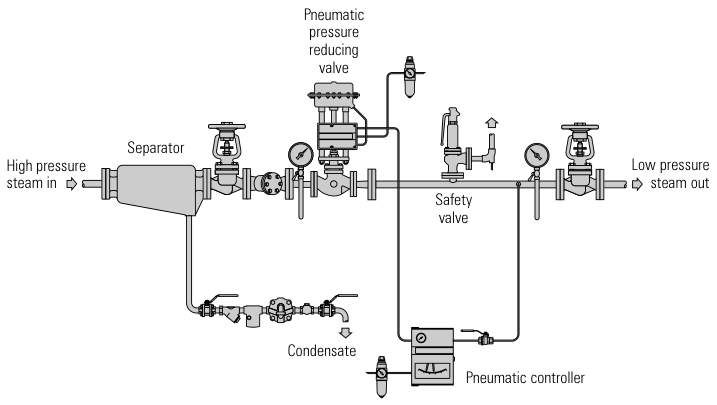 Pneumatic
pressure
reducing
valve
Separator
High pressure
steam in
Low pressure
steam out
Safety
valve
Condensate
Pneumatic controller